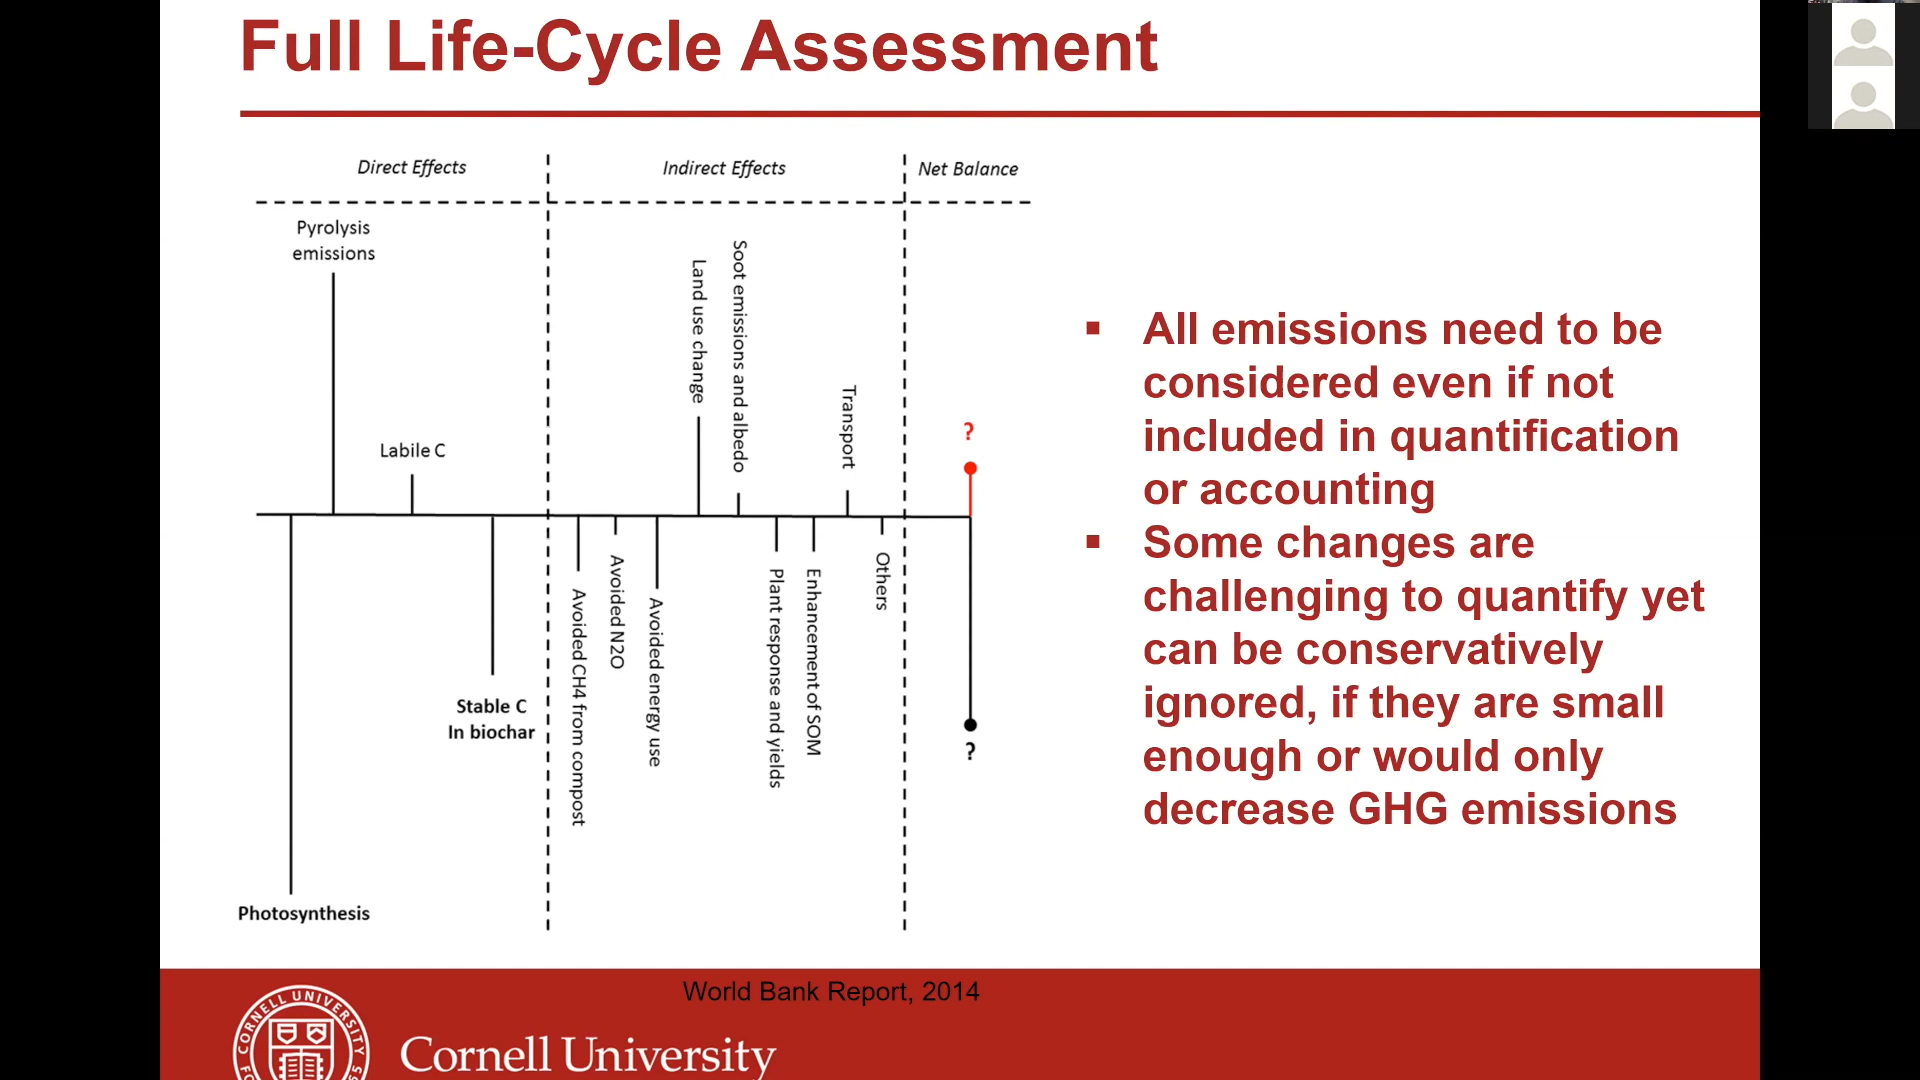 Full Life-Cycle Assessment
Direct Effects
Indirect Effects
Net Balance
Pyrolysis
emissions
Labile C
Stable C
In biochar
Photosynthesis
Land use change
Soot emissions and albedo
Transport
Avoided CH4 from compost
Avoided N2O
Avoided energy use
Plant response and yields
Enhancement of SOM
Others
?
?
▪ All emissions need to be
considered even if not
included in quantification
or accounting
▪ Some changes are
challenging to quantify yet
can be conservatively
ignored, if they are small
enough or would only
decrease GHG emissions
World Bank Report, 2014
CORNELL UNIVERSITY
Cornell University